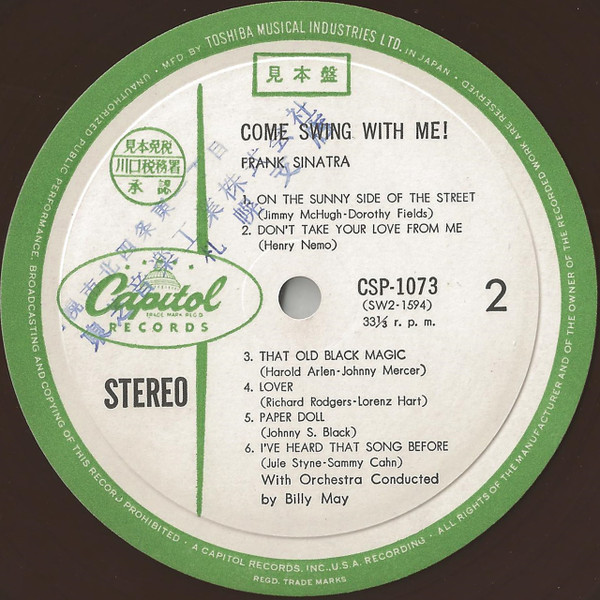 MFD. BY TOSHIBA MUSICAL INDUSTRIES LTD. IN JAPAN · ALL RIGHTS OF THE MANUFACTURER AND OF THE OWNER OF THE RECORDED WORK ARE RESERVED · UNAUTHORIZED PUBLIC PERFORMANCE, BROADCASTING AND COPYING OF THIS RECORD PROHIBITED ·
見本盤
見本免税
川口税務署
承認
COME SWING WITH ME!
FRANK SINATRA
1. ON THE SUNNY SIDE OF THE STREET
(Jimmy McHugh-Dorothy Fields)
2. DON'T TAKE YOUR LOVE FROM ME
(Henry Nemo)
Capitol
TRADE MARK REG'D
RECORDS
CSP-1073
(SW2-1594)
33⅓ r. p. m.
2
STEREO
3. THAT OLD BLACK MAGIC
(Harold Arlen-Johnny Mercer)
4. LOVER
(Richard Rodgers-Lorenz Hart)
5. PAPER DOLL
(Johnny S. Black)
6. I'VE HEARD THAT SONG BEFORE
(Jule Styne-Sammy Cahn)
With Orchestra Conducted
by Billy May
· A CAPITOL RECORDS, INC., U.S.A. RECORDING ·
REGD. TRADE MARKS